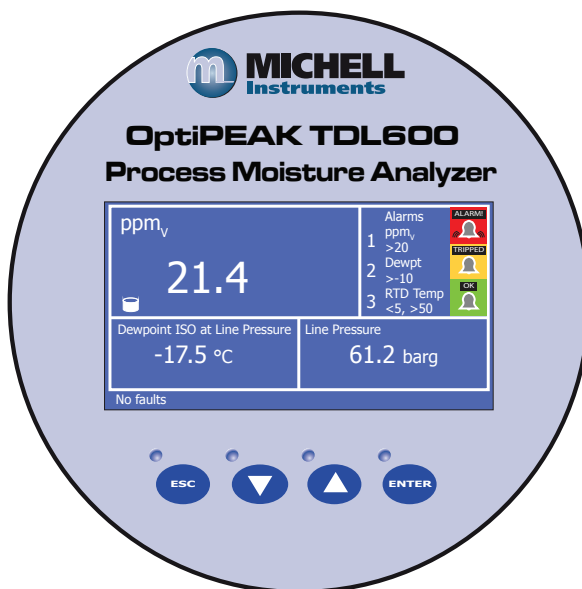 m MICHELL
Instruments
OptiPEAK TDL600
Process Moisture Analyzer
ppmv
21.4
Alarms
1 ppmv
>20
ALARM!
2 Dewpt
>-10
TRIPPED
3 RTD Temp
<5, >50
OK
Dewpoint ISO at Line Pressure
-17.5 °C
Line Pressure
61.2 barg
No faults
ESC
ENTER